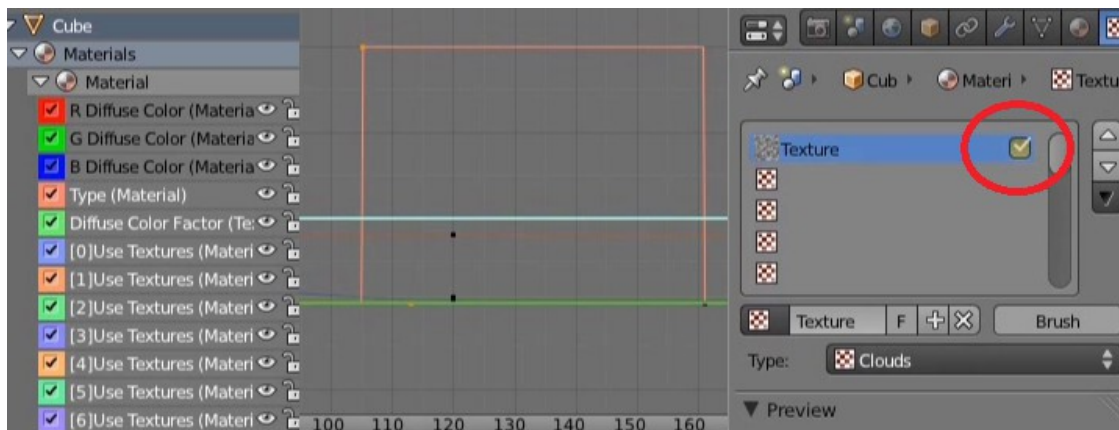 Cube
Materials
Material
R Diffuse Color (Materia
G Diffuse Color (Materia
B Diffuse Color (Materia
Type (Material)
Diffuse Color Factor (Te:
[0]Use Textures (Materi
[1]Use Textures (Materi
[2]Use Textures (Materi
[3]Use Textures (Materi
[4]Use Textures (Materi
[5]Use Textures (Materi
[6]Use Textures (Materi
100 110 120 130 140 150 160
Cub Materi Textu
Texture
Texture F Brush
Type: Clouds
Preview